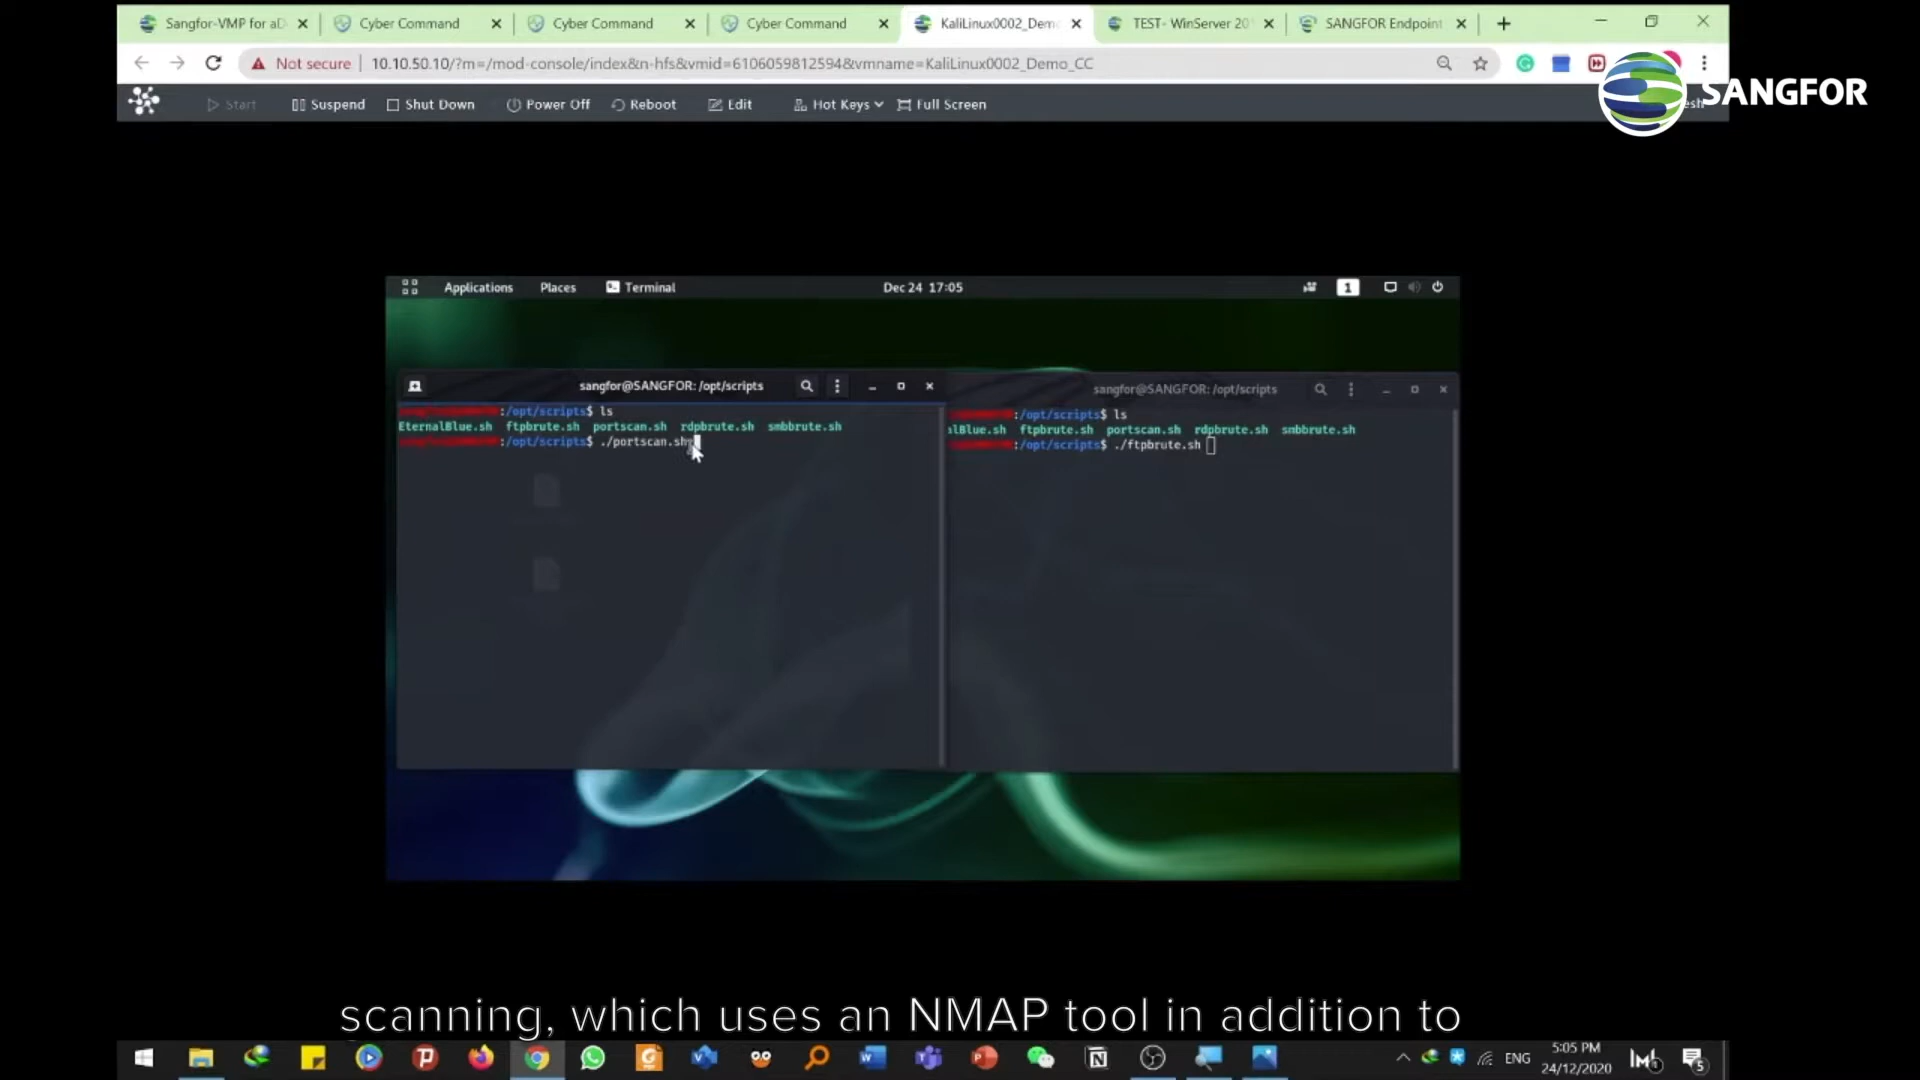 Sangfor-VMP for aD
Cyber Command
Cyber Command
Cyber Command
KaliLinux0002_Demo
TEST- WinServer 20
SANGFOR Endpoint
Not secure
10.10.50.10/?m=/mod-console/index&n-hfs&vmid=6106059812594&vmname=KaliLinux0002_Demo_CC
Start
Suspend
Shut Down
Power Off
Reboot
Edit
Hot Keys
Full Screen
SANGFOR
Applications
Places
Terminal
Dec 24 17:05
1
sangfor@SANGFOR: /opt/scripts
:/opt/scripts$ ls
EternalBlue.sh ftpbrute.sh portscan.sh rdpbrute.sh smbbrute.sh
:/opt/scripts$ ./portscan.sh
sangfor@SANGFOR: /opt/scripts
:/opt/scripts$ ls
alBlue.sh ftpbrute.sh portscan.sh rdpbrute.sh smbbrute.sh
:/opt/scripts$ ./ftpbrute.sh
scanning, which uses an NMAP tool in addition to
ENG
5:05 PM
24/12/2020
5